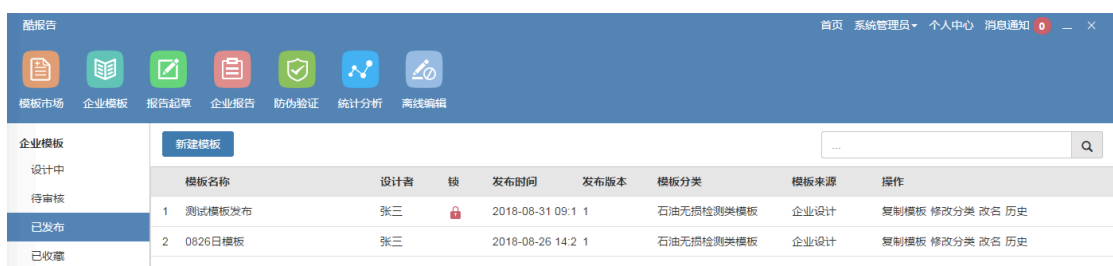 酷报告 首页 系统管理员 个人中心 消息通知 0
模板市场 企业模板 报告起草 企业报告 防伪验证 统计分析 离线编辑
企业模板 新建模板 ...
设计中
模板名称 设计者 锁 发布时间 发布版本 模板分类 模板来源 操作
待审核
1 测试模板发布 张三 2018-08-31 09:1 1 石油无损检测类模板 企业设计 复制模板 修改分类 改名 历史
已发布
2 0826日模板 张三 2018-08-26 14:2 1 石油无损检测类模板 企业设计 复制模板 修改分类 改名 历史
已收藏